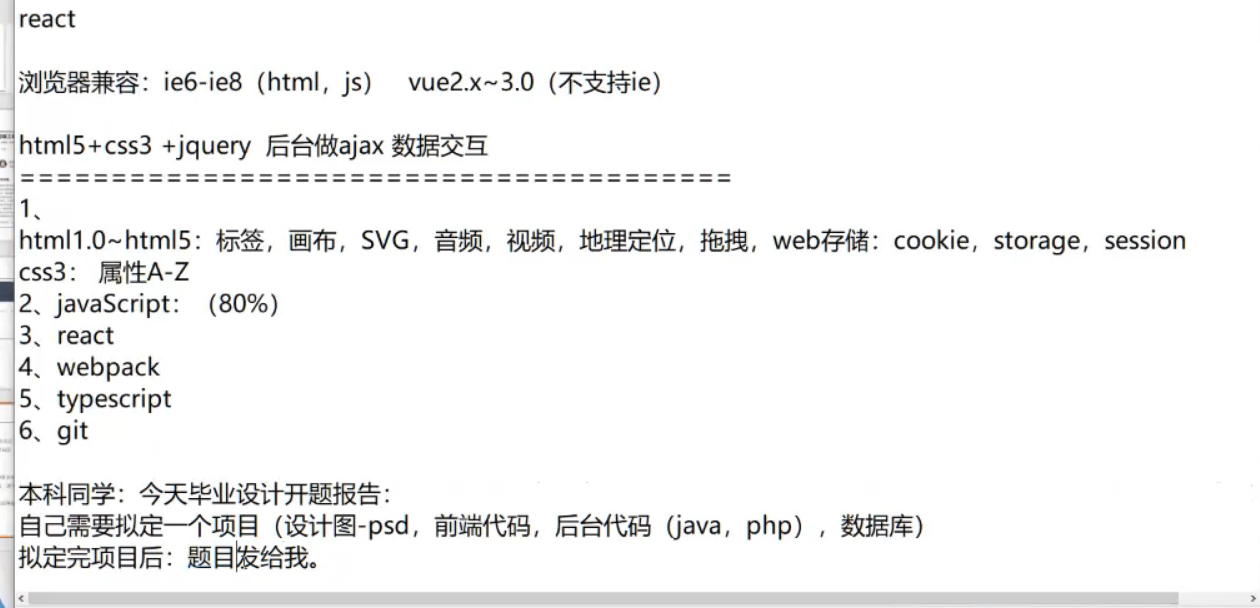 react
浏览器兼容：ie6-ie8（html，js） vue2.x~3.0（不支持ie）
html5+css3 +jquery 后台做ajax 数据交互
=======================================
1、
html1.0~html5：标签，画布，SVG，音频，视频，地理定位，拖拽，web存储：cookie，storage，session
css3： 属性A-Z
2、javaScript：（80%）
3、react
4、webpack
5、typescript
6、git
本科同学：今天毕业设计开题报告：
自己需要拟定一个项目（设计图-psd，前端代码，后台代码（java，php），数据库）
拟定完项目后：题目发给我。